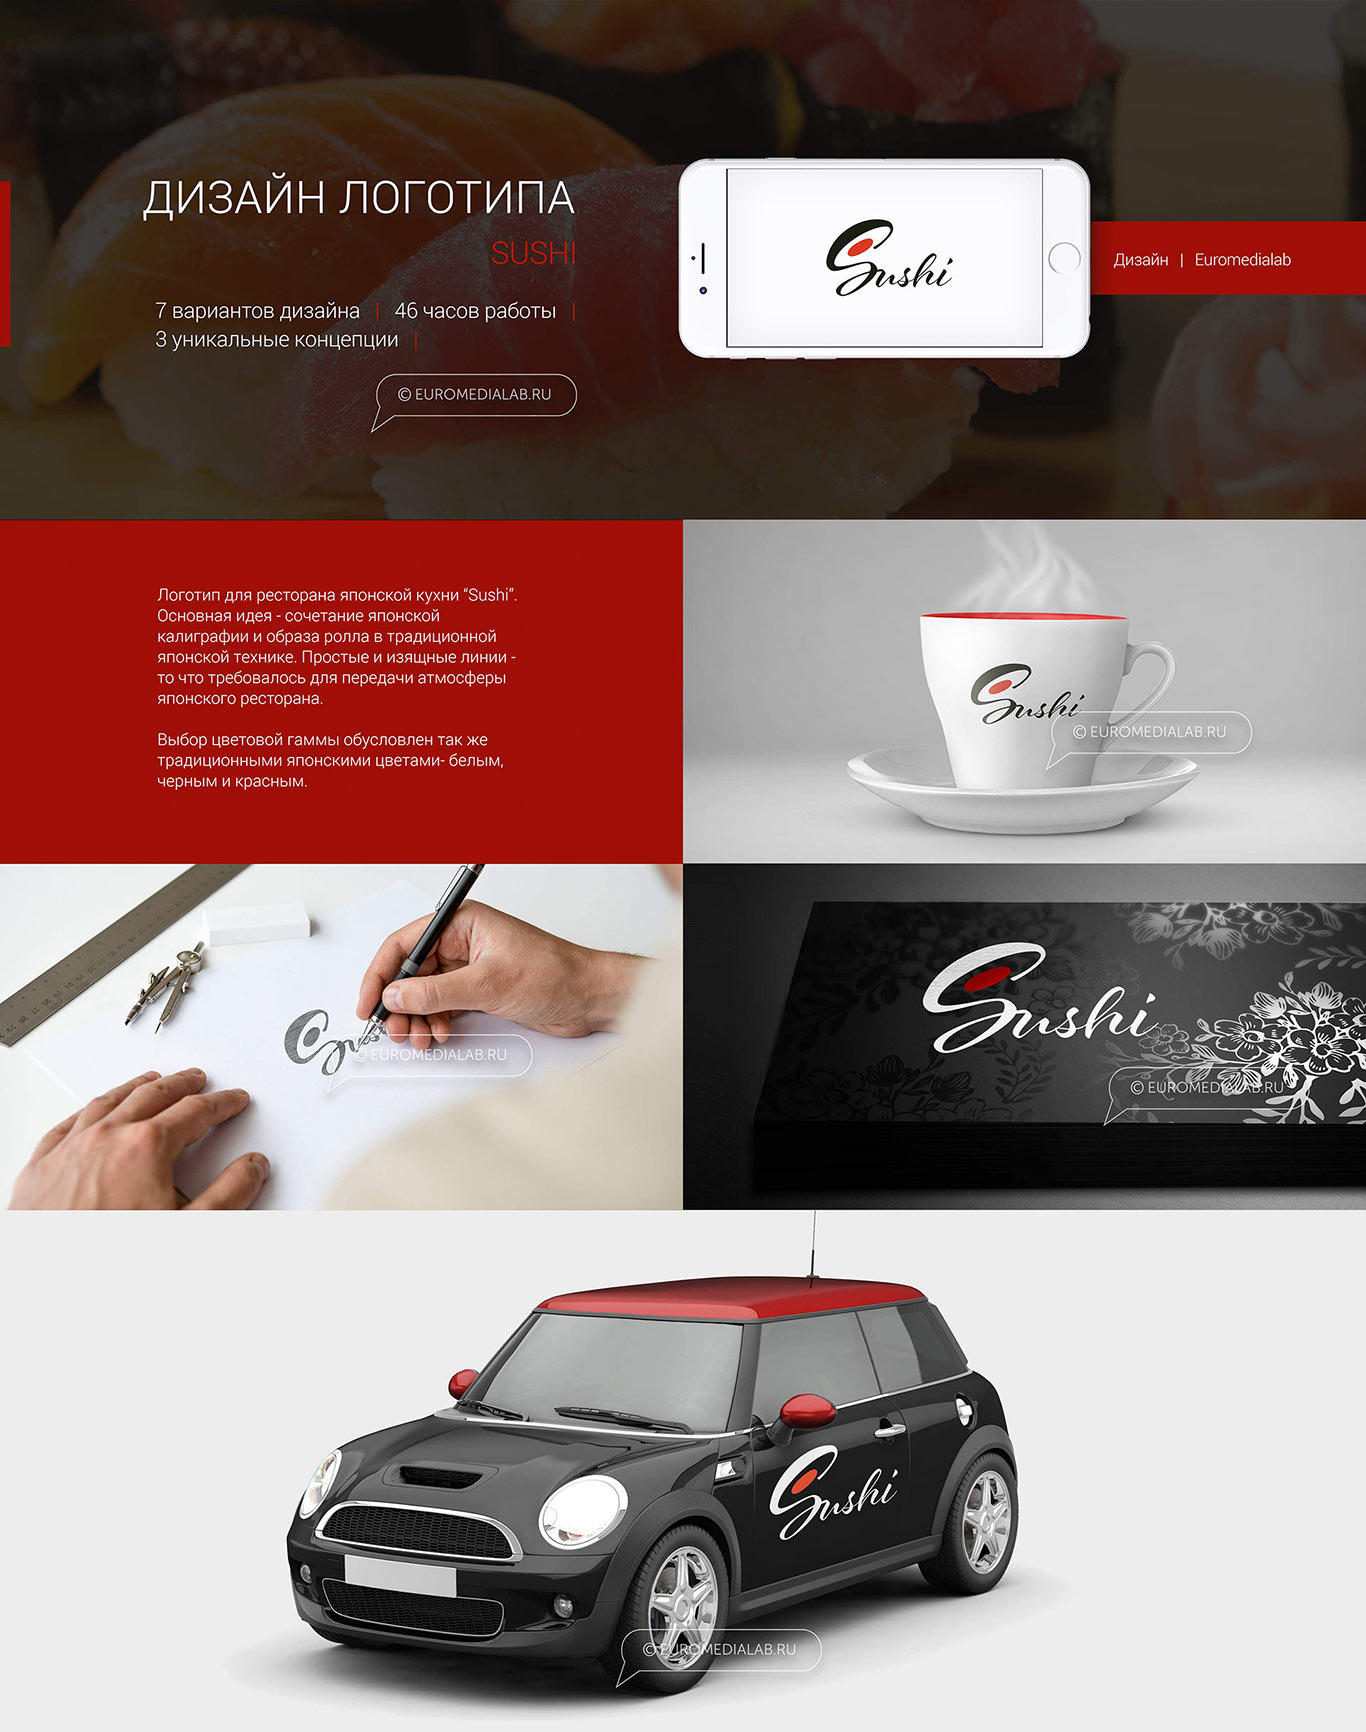 ДИЗАЙН ЛОГОТИПА
SUSHI
7 вариантов дизайна | 46 часов работы |
3 уникальные концепции |
© EUROMEDIALAB.RU
Sushi
Дизайн | Euromedialab
Логотип для ресторана японской кухни “Sushi”.
Основная идея - сочетание японской
калиграфии и образа ролла в традиционной
японской технике. Простые и изящные линии -
то что требовалось для передачи атмосферы
японского ресторана.
Выбор цветовой гаммы обусловлен так же
традиционными японскими цветами- белым,
черным и красным.
Sushi
© EUROMEDIALAB.RU
Sus
© EUROMEDIALAB.RU
Sushi
© EUROMEDIALAB.RU
Sushi
© EUROMEDIALAB.RU